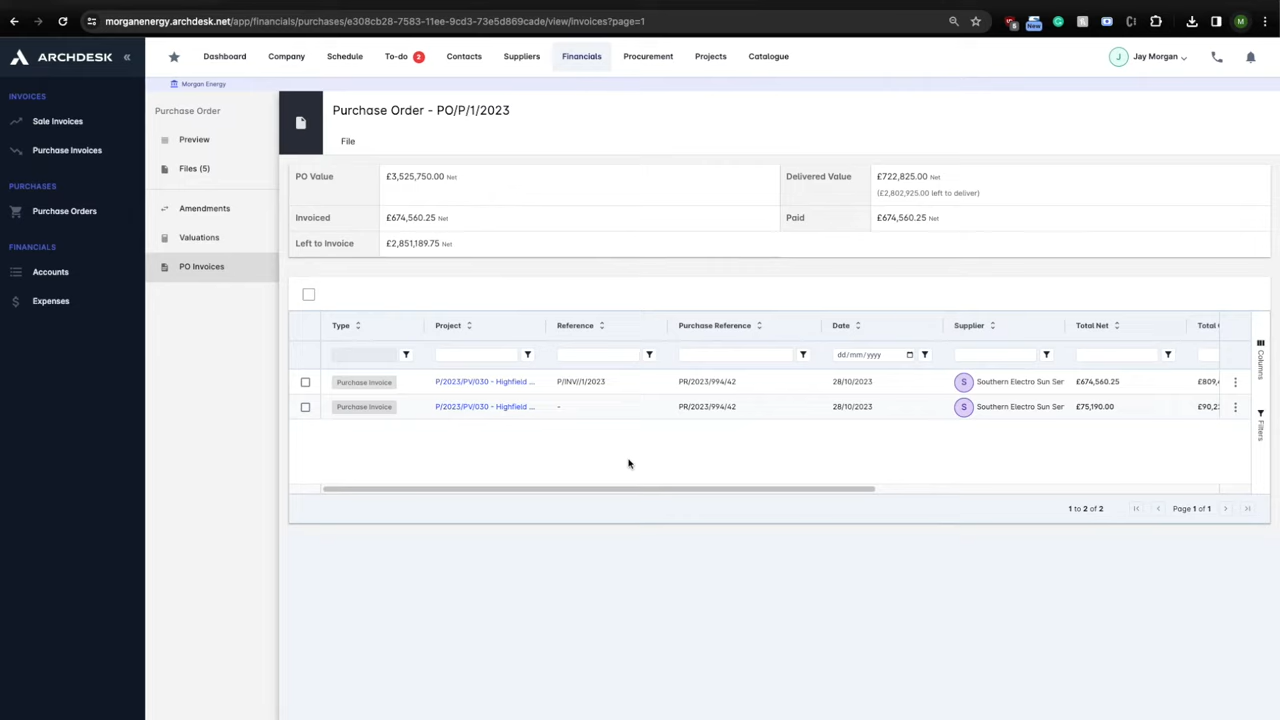 morganenergy.archdesk.net/app/financials/purchases/e308cb28-7583-11ee-9cd3-73e5d869cade/view/invoices?page=1
New
M
ARCHDESK «
Dashboard Company Schedule To-do 2 Contacts Suppliers Financials Procurement Projects Catalogue
J Jay Morgan
Morgan Energy
INVOICES
Sale Invoices
Purchase Invoices
PURCHASES
Purchase Orders
FINANCIALS
Accounts
Expenses
Purchase Order
Preview
Files (5)
Amendments
Valuations
PO Invoices
Purchase Order - PO/P/1/2023
File
PO Value £3,525,750.00 Net Delivered Value £722,825.00 Net
(£2,802,925.00 left to deliver)
Invoiced £674,560.25 Net Paid £674,560.25 Net
Left to Invoice £2,851,189.75 Net
Type Project Reference Purchase Reference Date Supplier Total Net Total
dd/mm/yyyy
Purchase Invoice P/2023/PV/030 - Highfield ... P/INV//1/2023 PR/2023/994/42 28/10/2023 S Southern Electro Sun Ser £674,560.25 £809,
Purchase Invoice P/2023/PV/030 - Highfield ... - PR/2023/994/42 28/10/2023 S Southern Electro Sun Ser £75,190.00 £90,2
Columns
Filters
1 to 2 of 2 Page 1 of 1